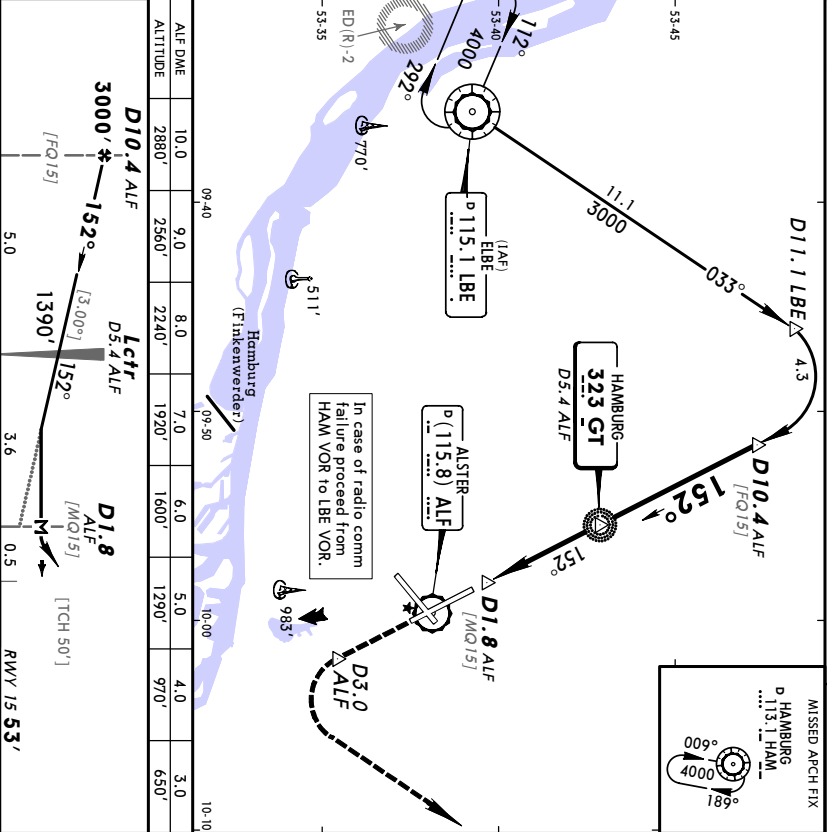 MISSED APCH FIX
D HAMBURG
113.1 HAM
009°
4000
189°
53-45
53-40
53-35
112°
4000
292°
ED(R)-2
(IAF)
ELBE
D 115.1 LBE
11.1
3000
033°
D11.1 LBE
4.3
D10.4 ALF
[FQ15]
152°
HAMBURG
323 GT
D5.4 ALF
152°
D1.8 ALF
[MQ15]
ALSTER
D (115.8) ALF
D3.0
ALF
In case of radio comm
failure proceed from
HAM VOR to LBE VOR.
770'
511'
983'
Hamburg
(Finkenwerder)
09-40
09-50
10-00
10-10
ALF DME 10.0 9.0 8.0 7.0 6.0 5.0 4.0 3.0
ALTITUDE 2880' 2560' 2240' 1920' 1600' 1290' 970' 650'
D10.4 ALF
3000'
[FQ15]
152°
[3.00°]
1390'
Lctr
D5.4 ALF
152°
D1.8
ALF
[MQ15]
M
[TCH 50']
5.0
3.6
0.5
RWY 15 53'